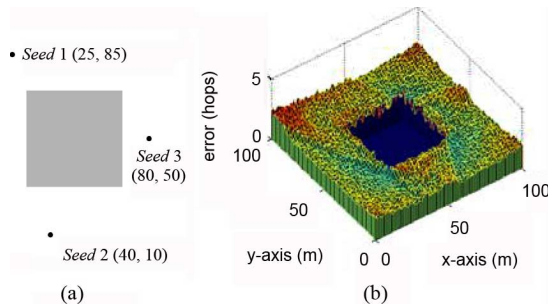 Seed 1 (25, 85)
Seed 3
(80, 50)
Seed 2 (40, 10)
(a)
5
0
100
50
0
0
50
100
error (hops)
y-axis (m)
x-axis (m)
(b)